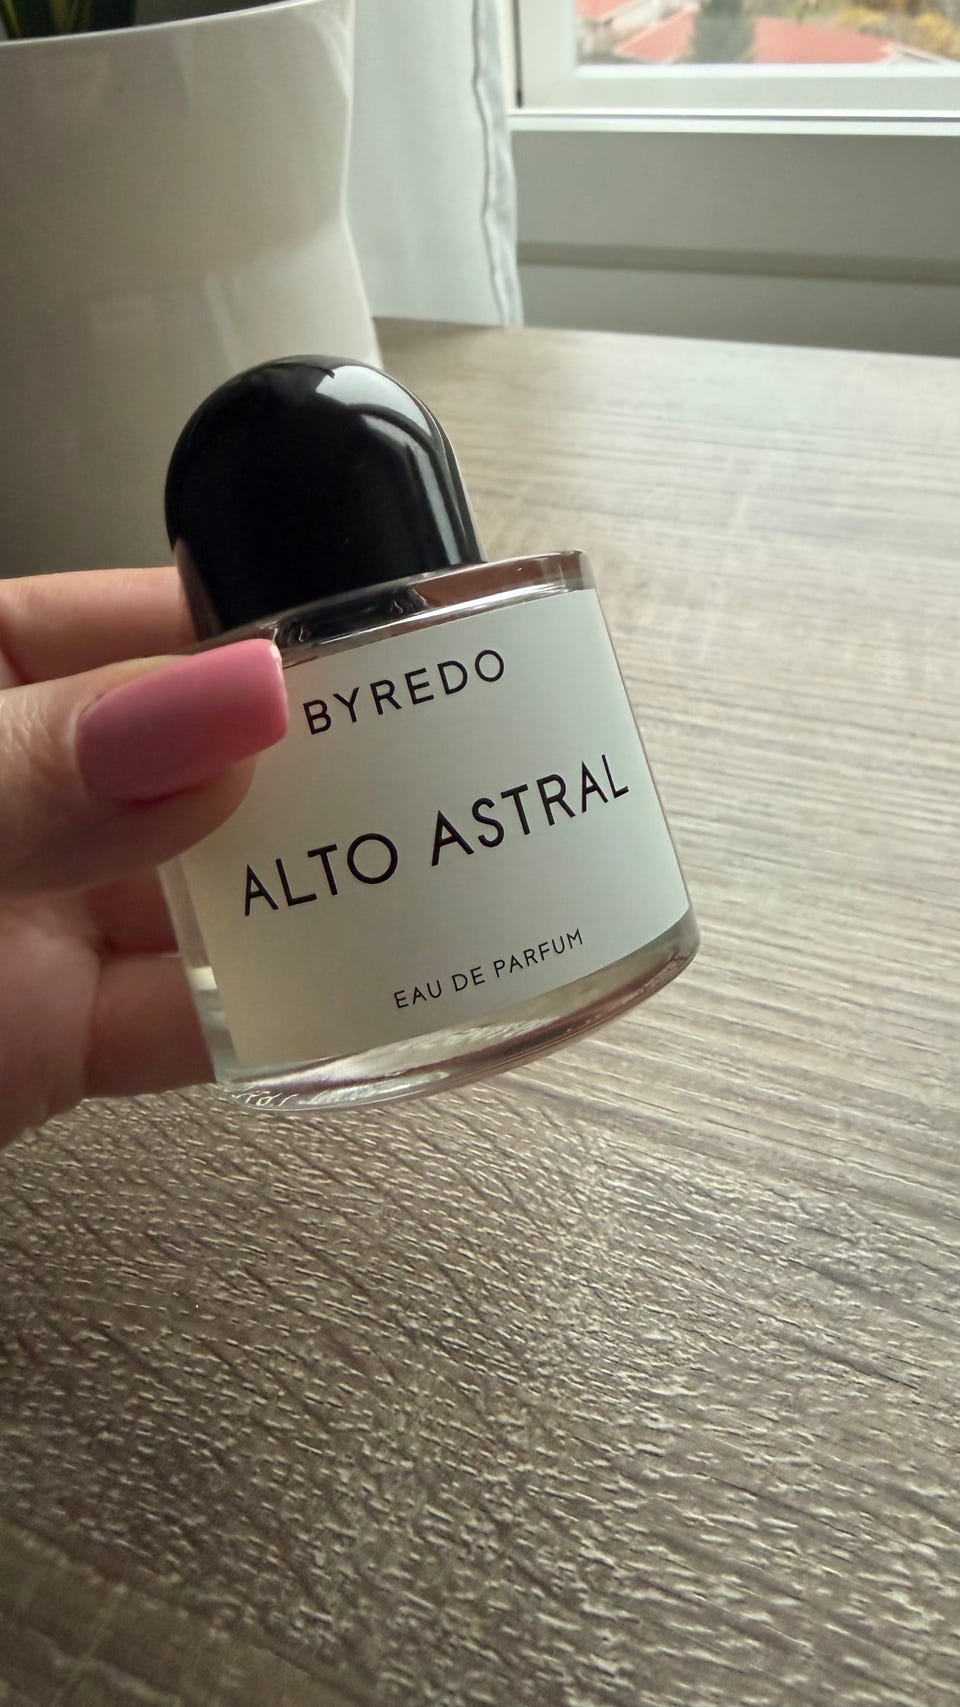 BYREDO
ALTO ASTRAL
EAU DE PARFUM